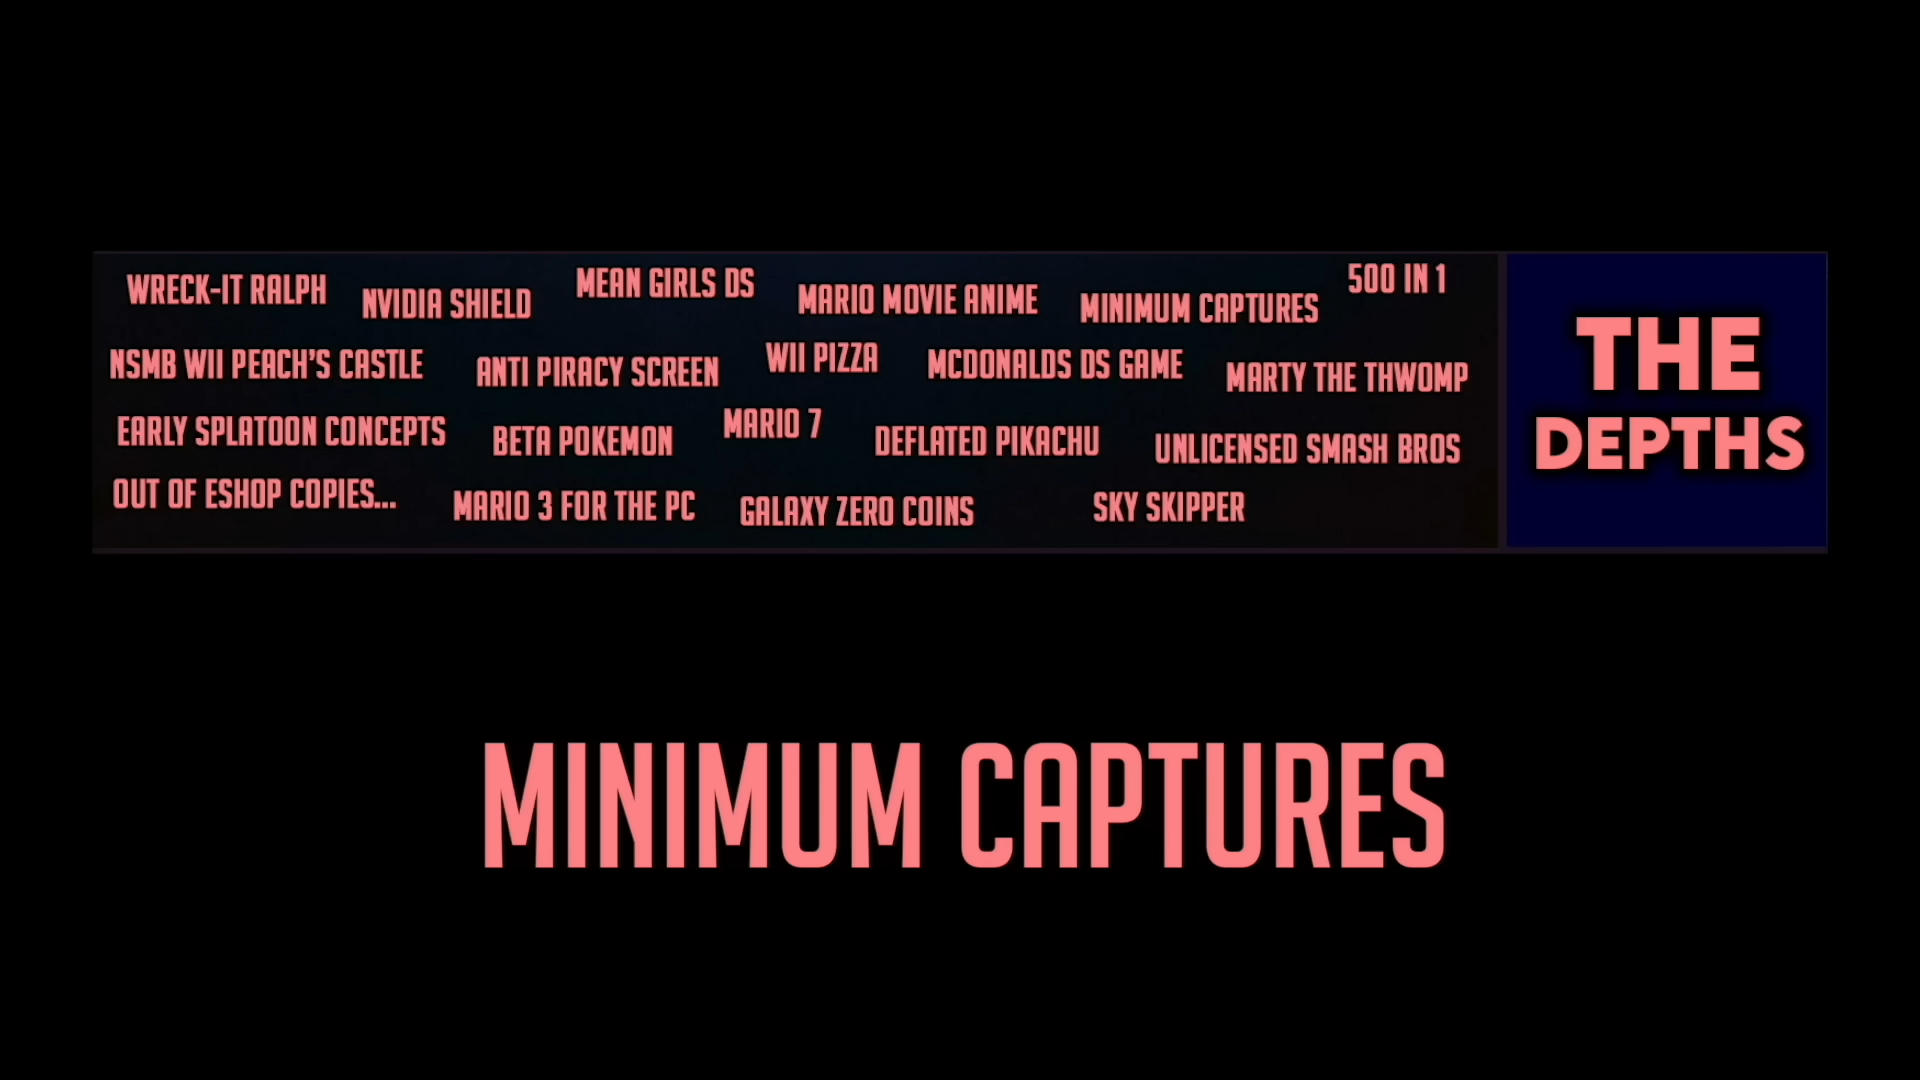 WRECK-IT RALPH
NVIDIA SHIELD
MEAN GIRLS DS
MARIO MOVIE ANIME
MINIMUM CAPTURES
500 IN 1
NSMB WII PEACH'S CASTLE
ANTI PIRACY SCREEN
WII PIZZA
MCDONALDS DS GAME
MARTY THE THWOMP
EARLY SPLATOON CONCEPTS
BETA POKEMON
MARIO 7
DEFLATED PIKACHU
UNLICENSED SMASH BROS
OUT OF ESHOP COPIES...
MARIO 3 FOR THE PC
GALAXY ZERO COINS
SKY SKIPPER
THE
DEPTHS
MINIMUM CAPTURES